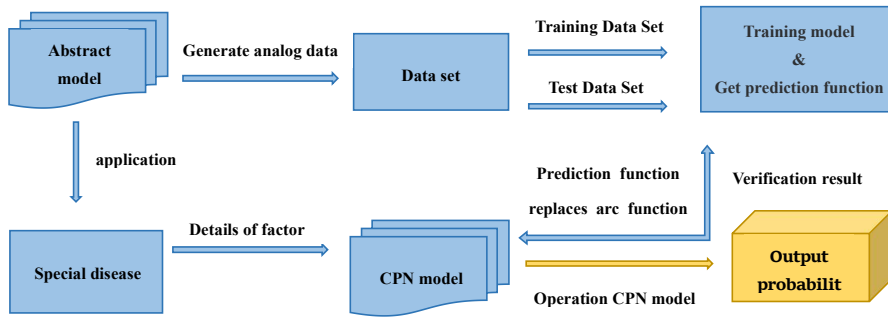 Abstract
model
Generate analog data
Data set
Training Data Set
Test Data Set
Training model
&
Get prediction function
application
Prediction function
replaces arc function
Verification result
Special disease
Details of factor
CPN model
Operation CPN model
Output
probabilit